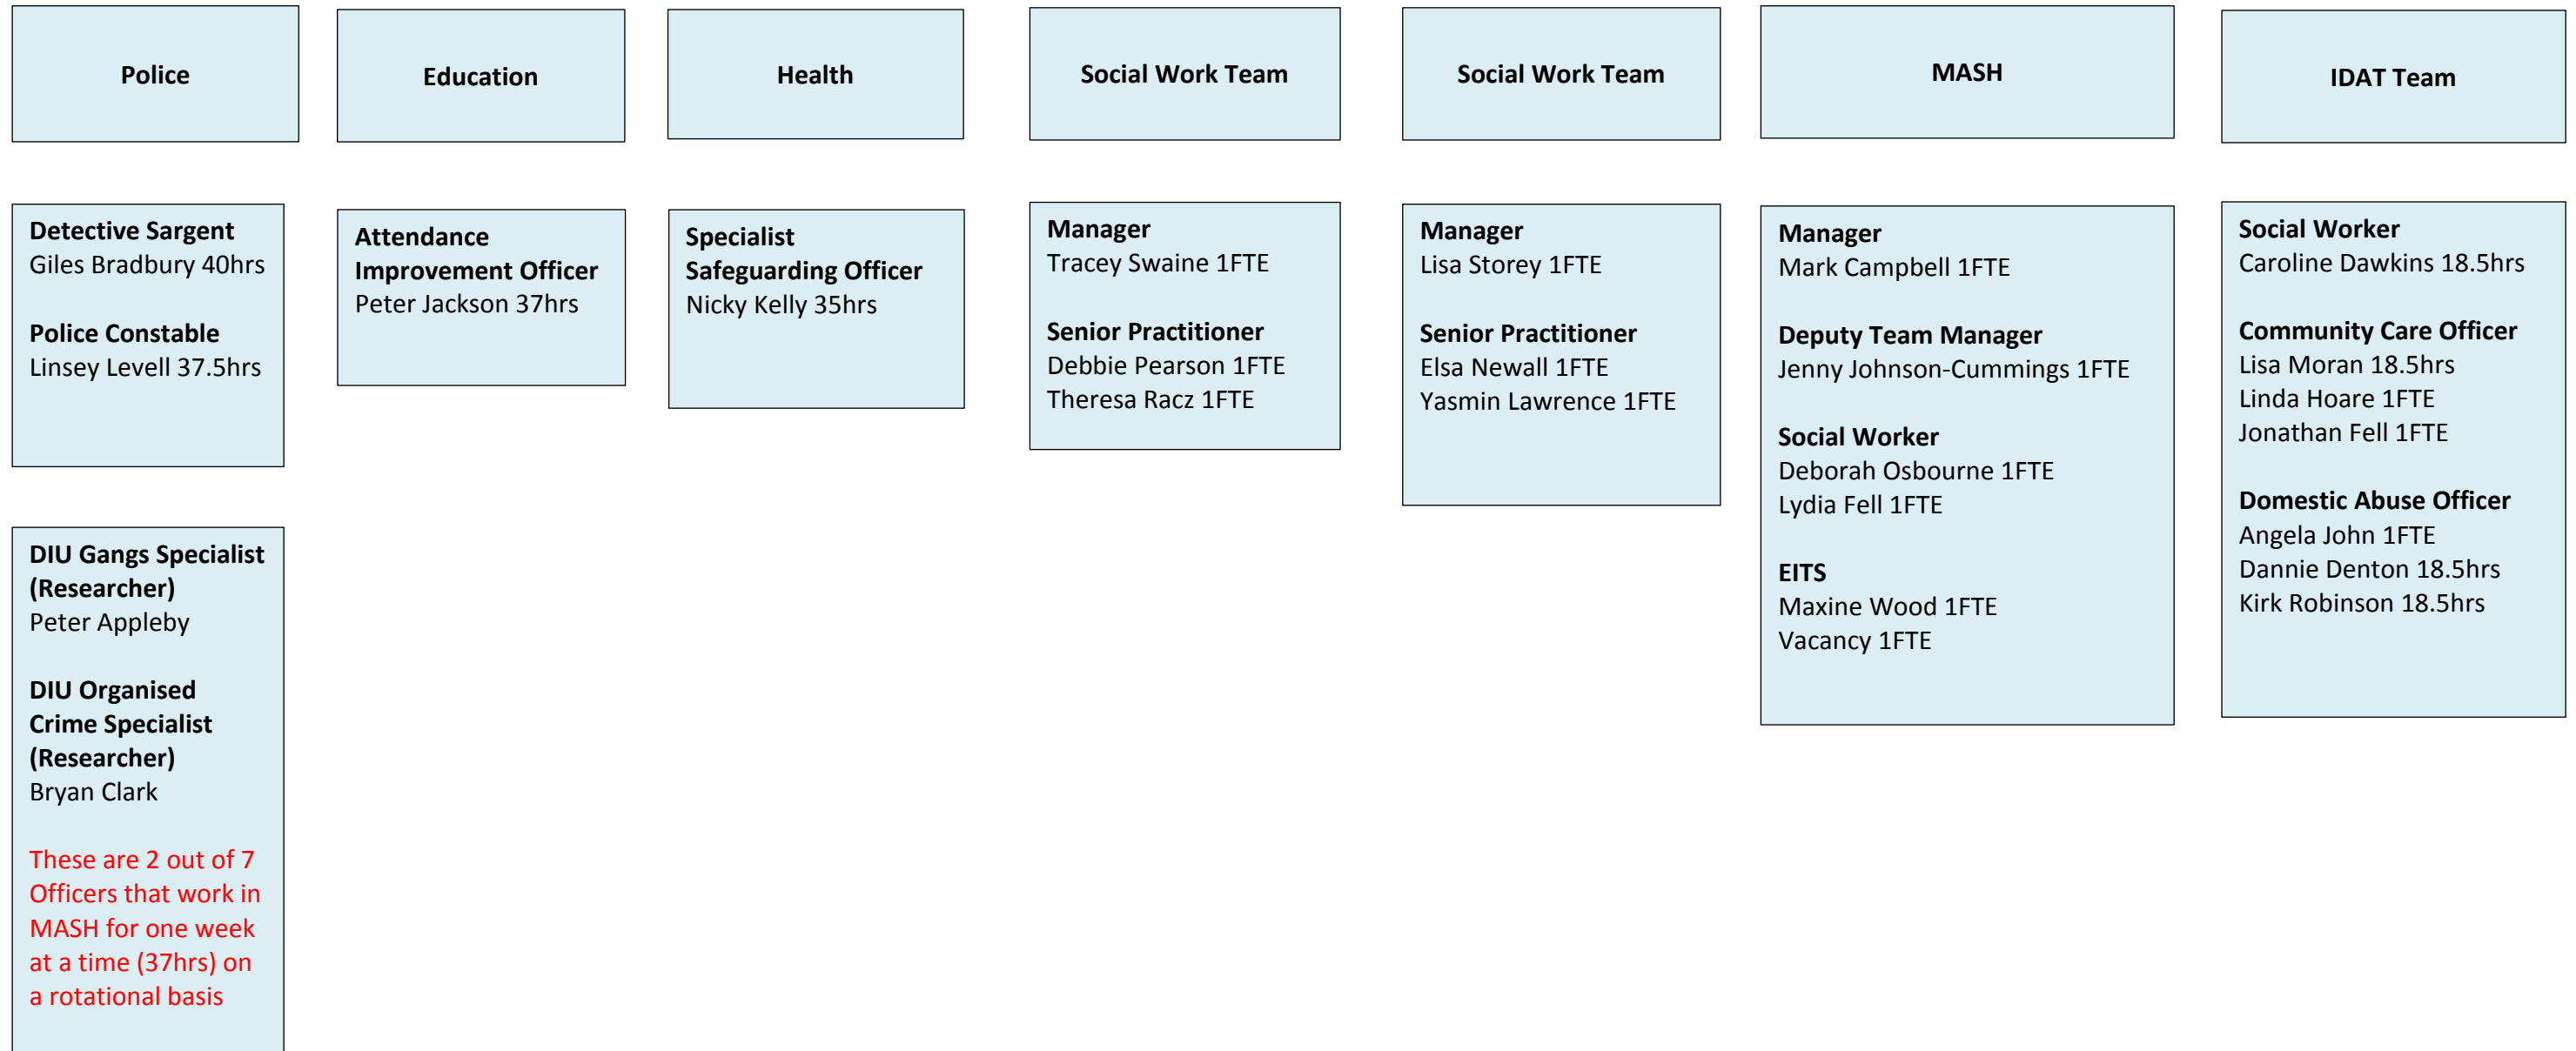 Police
Education
Health
Social Work Team
Social Work Team
MASH
IDAT Team
Detective Sargent
Giles Bradbury 40hrs
Police Constable
Linsey Levell 37.5hrs
DIU Gangs Specialist
(Researcher)
Peter Appleby
DIU Organised
Crime Specialist
(Researcher)
Bryan Clark
These are 2 out of 7
Officers that work in
MASH for one week
at a time (37hrs) on
a rotational basis
Attendance
Improvement Officer
Peter Jackson 37hrs
Specialist
Safeguarding Officer
Nicky Kelly 35hrs
Manager
Tracey Swaine 1FTE
Senior Practitioner
Debbie Pearson 1FTE
Theresa Racz 1FTE
Manager
Lisa Storey 1FTE
Senior Practitioner
Elsa Newall 1FTE
Yasmin Lawrence 1FTE
Manager
Mark Campbell 1FTE
Deputy Team Manager
Jenny Johnson-Cummings 1FTE
Social Worker
Deborah Osbourne 1FTE
Lydia Fell 1FTE
EITS
Maxine Wood 1FTE
Vacancy 1FTE
Social Worker
Caroline Dawkins 18.5hrs
Community Care Officer
Lisa Moran 18.5hrs
Linda Hoare 1FTE
Jonathan Fell 1FTE
Domestic Abuse Officer
Angela John 1FTE
Dannie Denton 18.5hrs
Kirk Robinson 18.5hrs